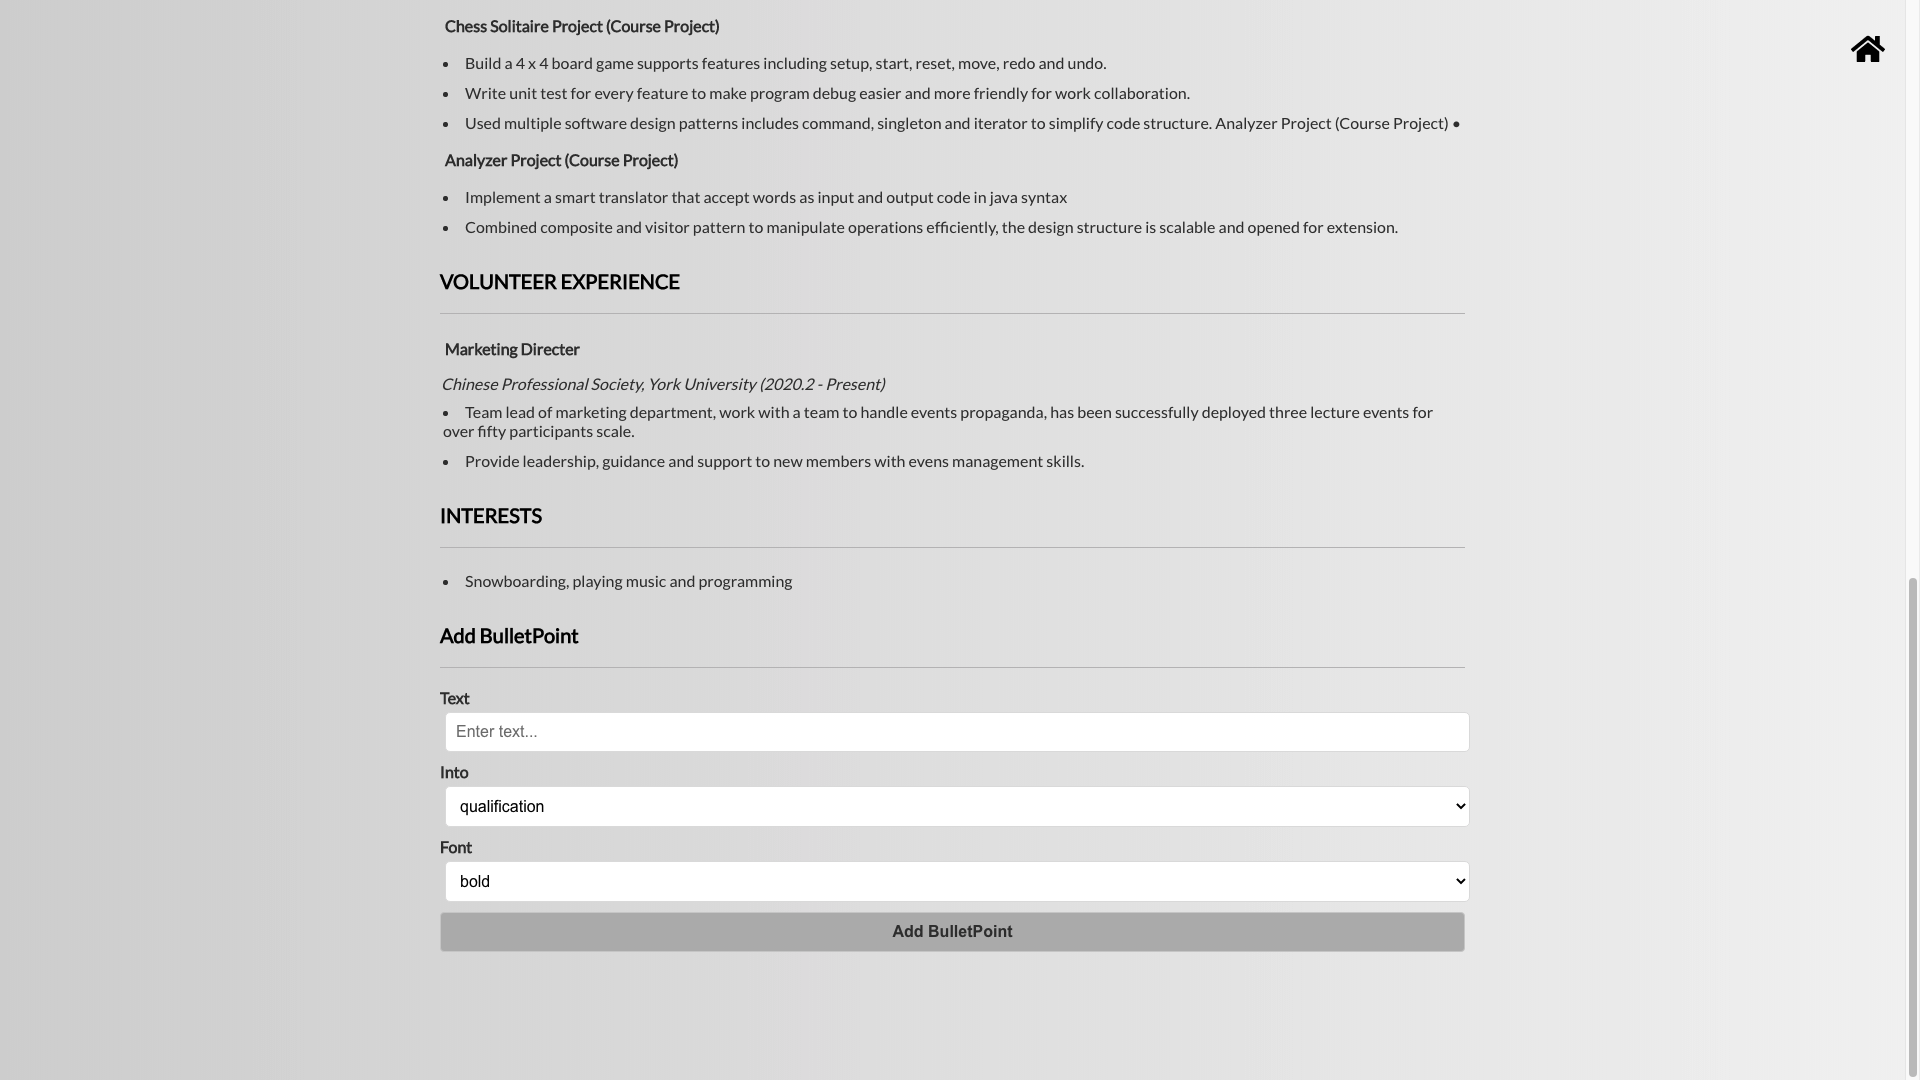 Chess Solitaire Project (Course Project)
• Build a 4 x 4 board game supports features including setup, start, reset, move, redo and undo.
• Write unit test for every feature to make program debug easier and more friendly for work collaboration.
• Used multiple software design patterns includes command, singleton and iterator to simplify code structure. Analyzer Project (Course Project) •
Analyzer Project (Course Project)
• Implement a smart translator that accept words as input and output code in java syntax
• Combined composite and visitor pattern to manipulate operations efficiently, the design structure is scalable and opened for extension.
VOLUNTEER EXPERIENCE
Marketing Directer
Chinese Professional Society, York University (2020.2 - Present)
• Team lead of marketing department, work with a team to handle events propaganda, has been successfully deployed three lecture events for
over fifty participants scale.
• Provide leadership, guidance and support to new members with evens management skills.
INTERESTS
• Snowboarding, playing music and programming
Add BulletPoint
Text
Enter text...
Into
qualification
Font
bold
Add BulletPoint